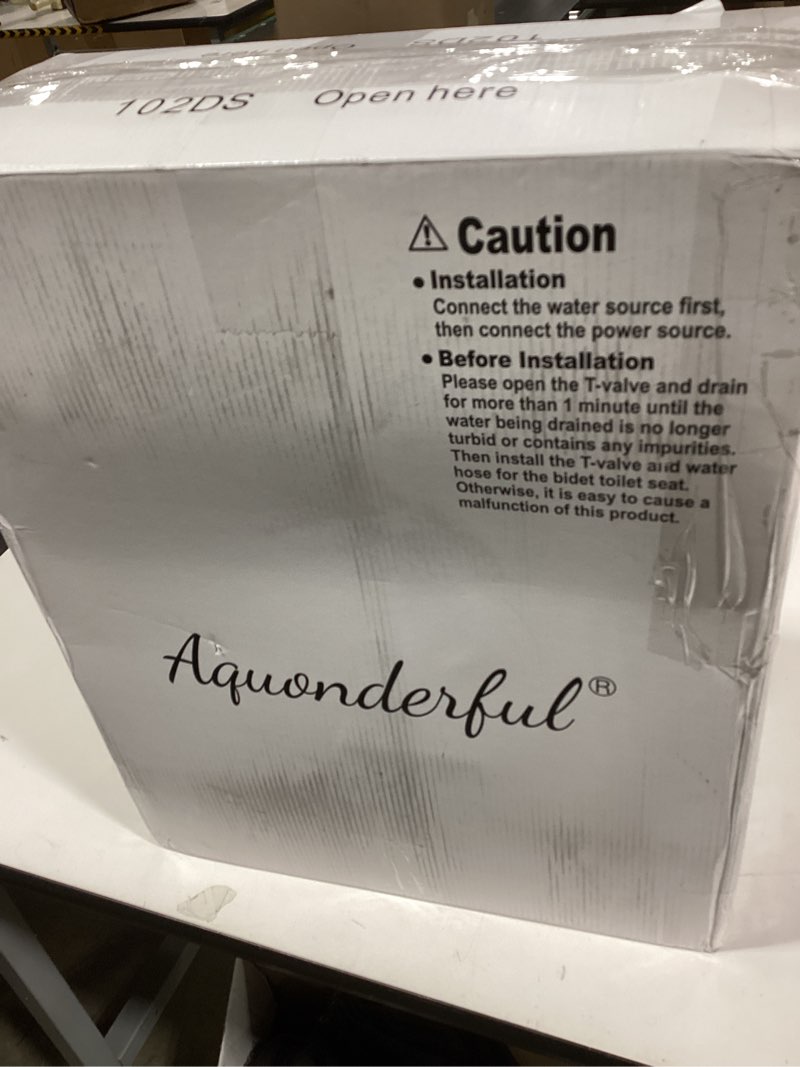 102DS Open here
Caution
• Installation
Connect the water source first,
then connect the power source.
• Before Installation
Please open the T-valve and drain
for more than 1 minute until the
water being drained is no longer
turbid or contains any impurities.
Then install the T-valve and water
hose for the bidet toilet seat.
Otherwise, it is easy to cause a
malfunction of this product.
Aquonderful®